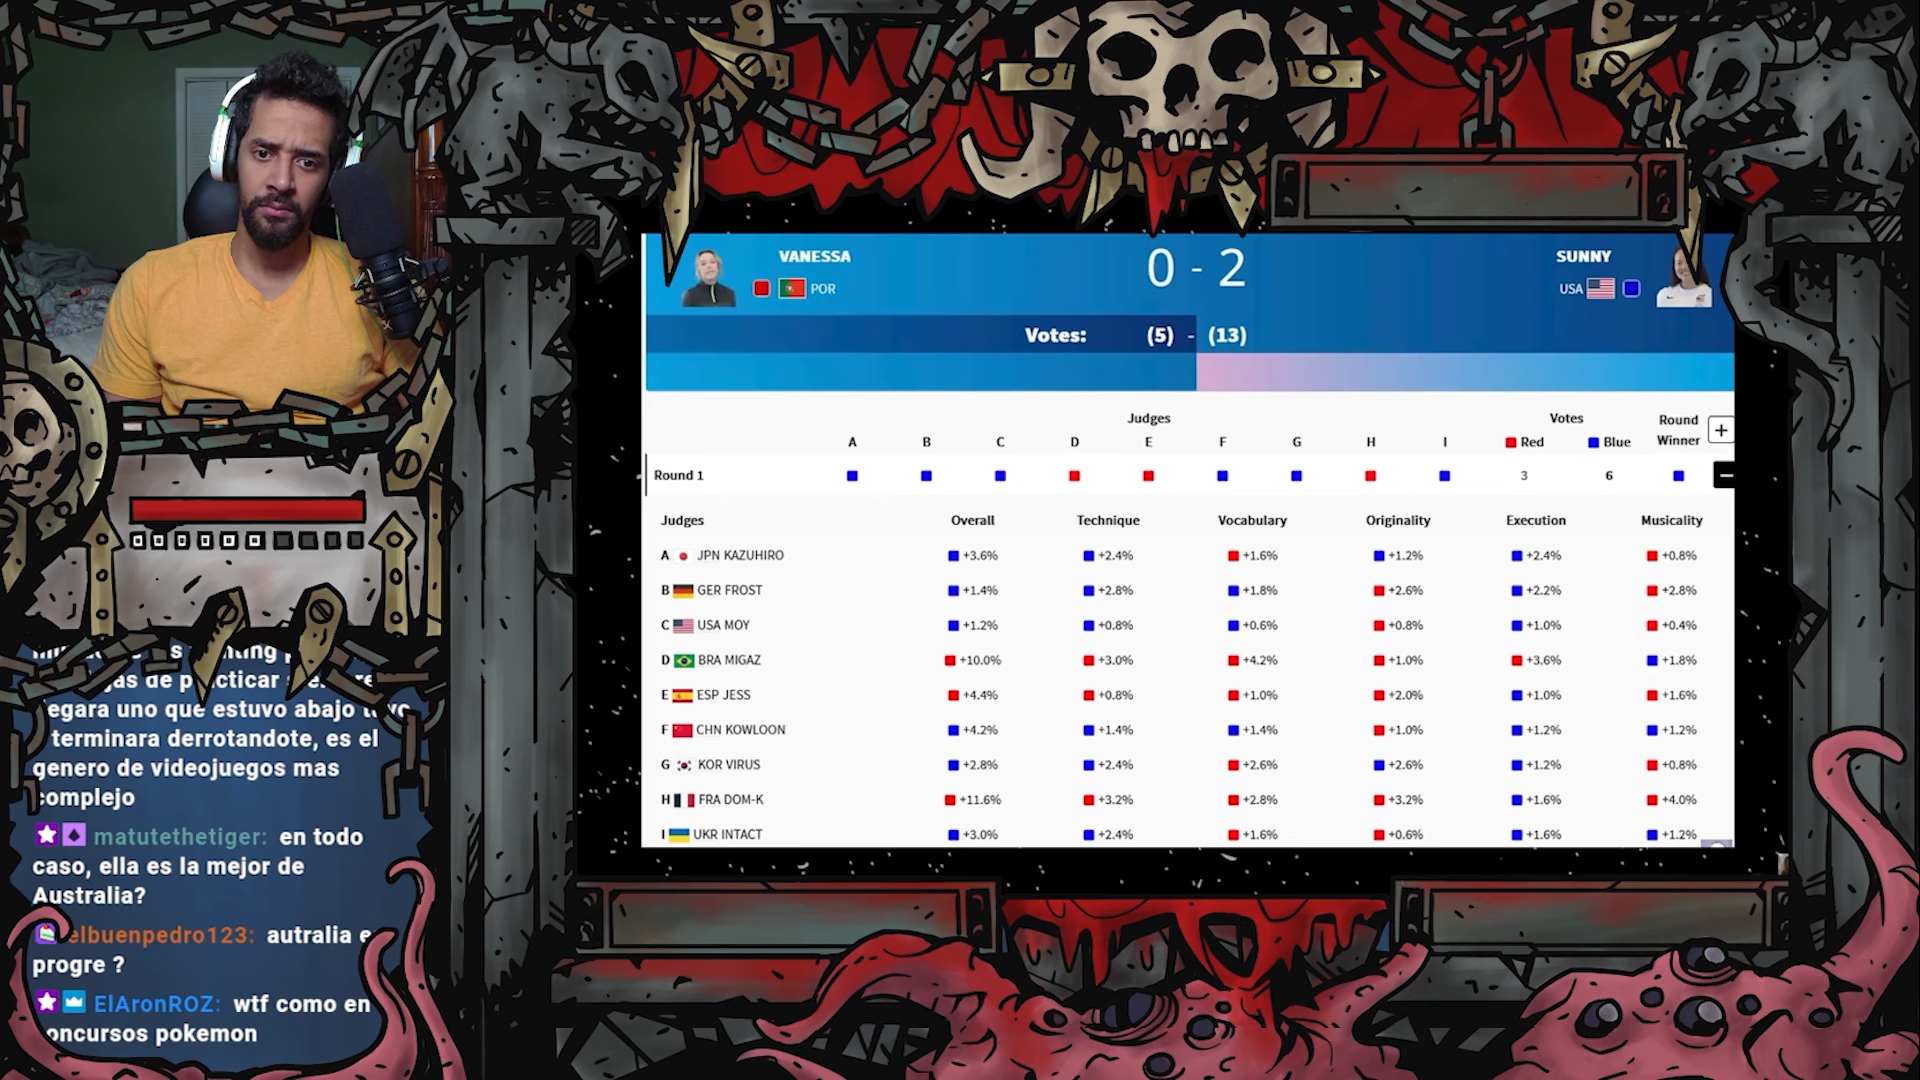 VANESSA
POR
0 - 2
SUNNY
USA
Votes: (5) - (13)
Judges
Votes
Round
Winner
+
A B C D E F G H I Red Blue
Round 1 3 6 −
Judges Overall Technique Vocabulary Originality Execution Musicality
A JPN KAZUHIRO +3.6% +2.4% +1.6% +1.2% +2.4% +0.8%
B GER FROST +1.4% +2.8% +1.8% +2.6% +2.2% +2.8%
C USA MOY +1.2% +0.8% +0.6% +0.8% +1.0% +0.4%
D BRA MIGAZ +10.0% +3.0% +4.2% +1.0% +3.6% +1.8%
E ESP JESS +4.4% +0.8% +1.0% +2.0% +1.0% +1.6%
F CHN KOWLOON +4.2% +1.4% +1.4% +1.0% +1.2% +1.2%
G KOR VIRUS +2.8% +2.4% +2.6% +2.6% +1.2% +0.8%
H FRA DOM-K +11.6% +3.2% +2.8% +3.2% +1.6% +4.0%
I UKR INTACT +3.0% +2.4% +1.6% +0.6% +1.6% +1.2%
de
egara uno que estuvo abajo
terminara derrotandote, es el
genero de videojuegos mas
complejo
matutethetiger: en todo
caso, ella es la mejor de
Australia?
elbuenpedro123: autralia
progre ?
ElAronROZ: wtf como en
oncursos pokemon